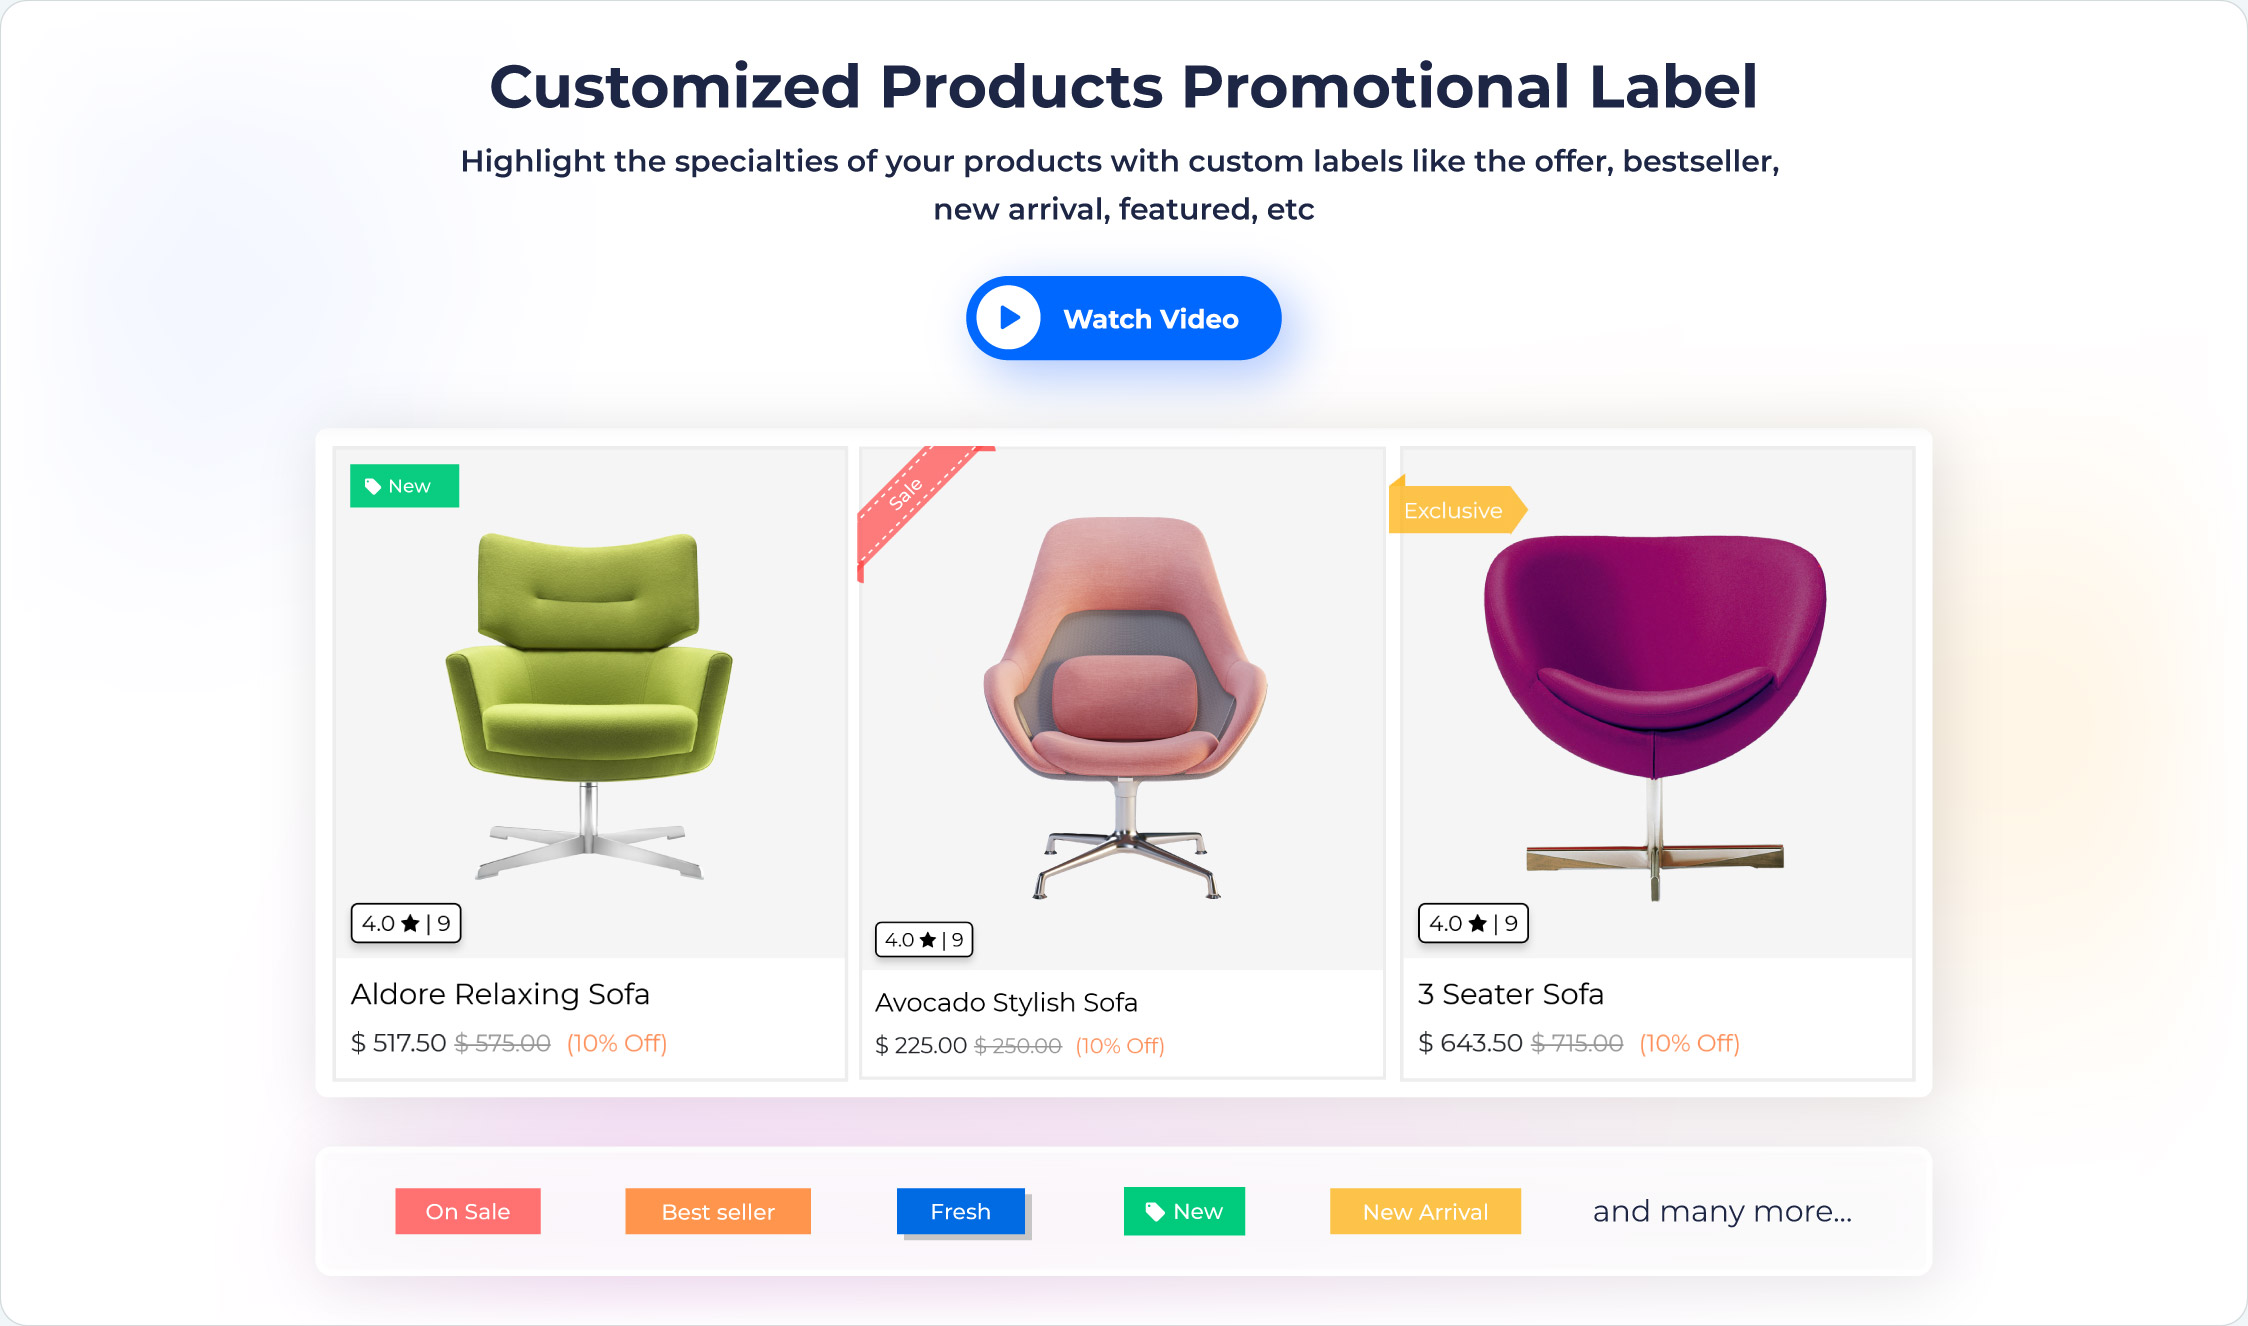 Customized Products Promotional Label
Highlight the specialties of your products with custom labels like the offer, bestseller,
new arrival, featured, etc
Watch Video
New
4.0 ★ | 9
Aldore Relaxing Sofa
$ 517.50 $ 575.00 (10% Off)
Sale
4.0 ★ | 9
Avocado Stylish Sofa
$ 225.00 $ 250.00 (10% Off)
Exclusive
4.0 ★ | 9
3 Seater Sofa
$ 643.50 $ 715.00 (10% Off)
On Sale
Best seller
Fresh
New
New Arrival
and many more...